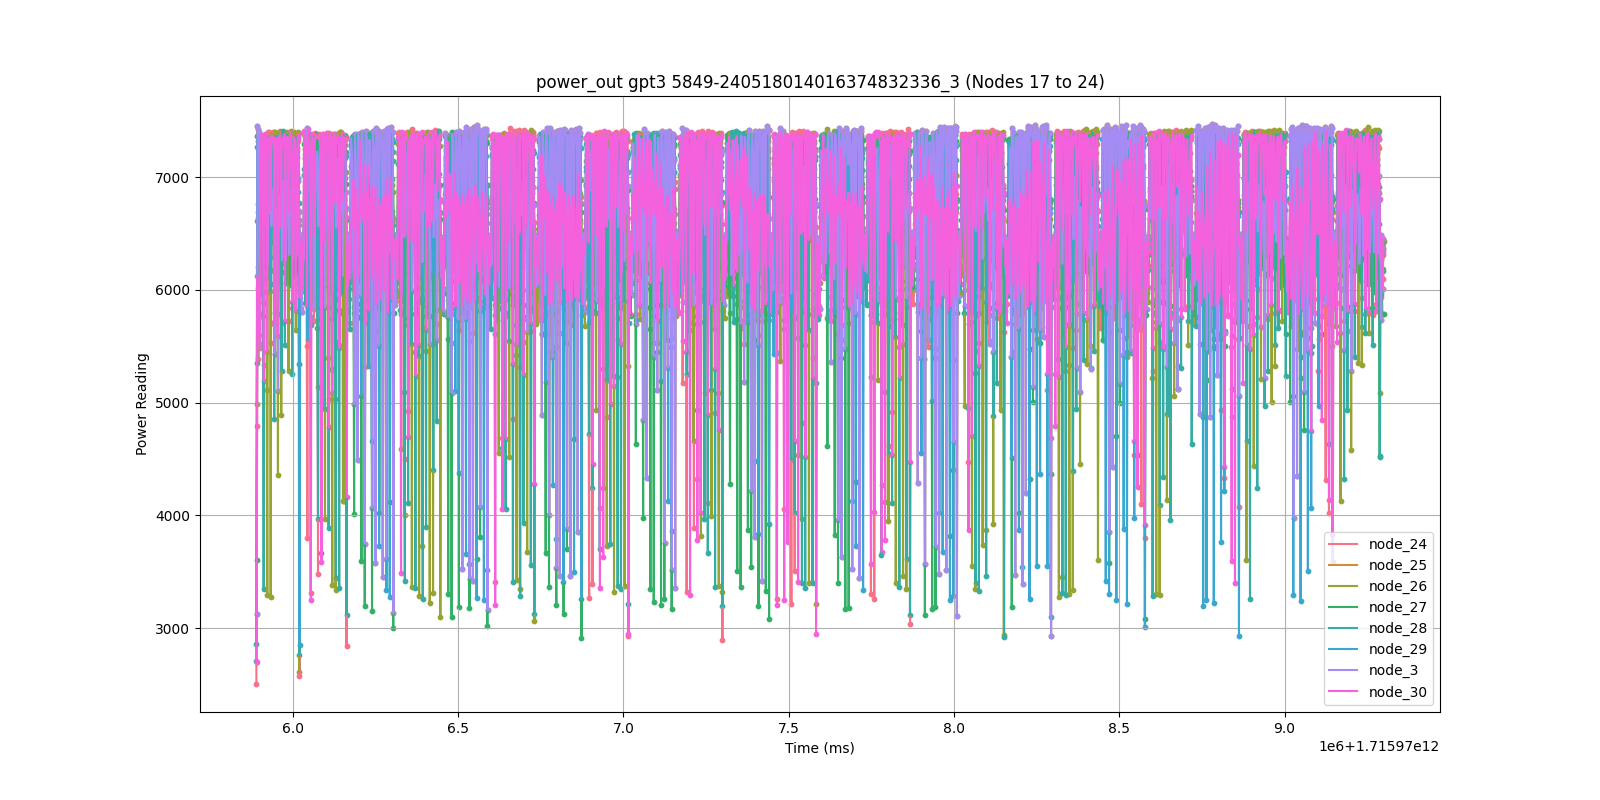 power_out gpt3 5849-240518014016374832336_3 (Nodes 17 to 24)
Power Reading
7000
6000
5000
4000
3000
node_24
node_25
node_26
node_27
node_28
node_29
node_3
node_30
6.0 6.5 7.0 7.5 8.0 8.5 9.0
Time (ms)
1e6+1.71597e12